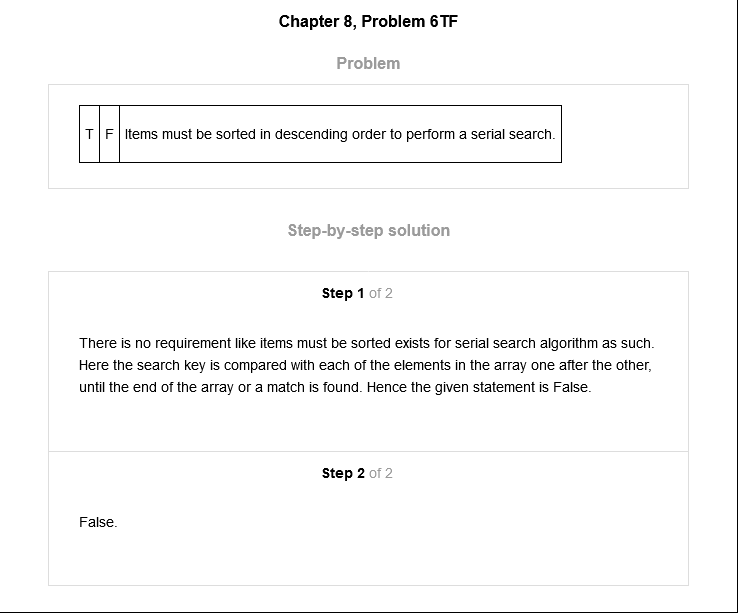 Chapter 8, Problem 6TF
Problem
T F Items must be sorted in descending order to perform a serial search.
Step-by-step solution
Step 1 of 2
There is no requirement like items must be sorted exists for serial search algorithm as such.
Here the search key is compared with each of the elements in the array one after the other,
until the end of the array or a match is found. Hence the given statement is False.
Step 2 of 2
False.